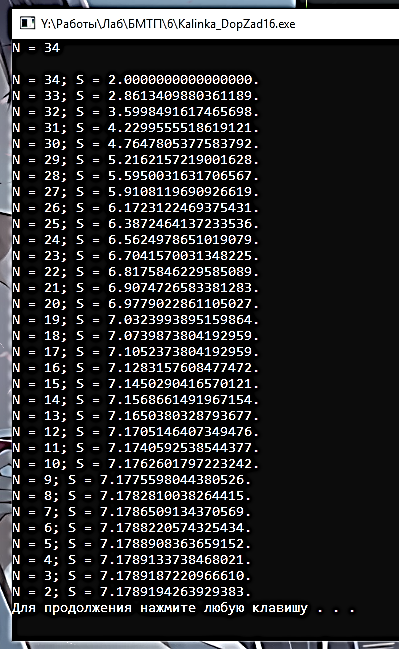 Y:\Работы\Лаб\БМТП\6\Kalinka_DopZad16.exe
N = 34
N = 34; S = 2.0000000000000000.
N = 33; S = 2.8613409880361189.
N = 32; S = 3.5998491617465698.
N = 31; S = 4.2299555518619121.
N = 30; S = 4.7647805377583792.
N = 29; S = 5.2162157219001628.
N = 28; S = 5.5950031631706567.
N = 27; S = 5.9108119690926619.
N = 26; S = 6.1723122469375431.
N = 25; S = 6.3872464137233536.
N = 24; S = 6.5624978651019079.
N = 23; S = 6.7041570031348225.
N = 22; S = 6.8175846229585089.
N = 21; S = 6.9074726583381283.
N = 20; S = 6.9779022861105027.
N = 19; S = 7.0323993895159864.
N = 18; S = 7.0739873804192959.
N = 17; S = 7.1052373804192959.
N = 16; S = 7.1283157608477472.
N = 15; S = 7.1450290416570121.
N = 14; S = 7.1568661491967154.
N = 13; S = 7.1650380328793677.
N = 12; S = 7.1705146407349476.
N = 11; S = 7.1740592538544377.
N = 10; S = 7.1762601797223242.
N = 9; S = 7.1775598044380526.
N = 8; S = 7.1782810038264415.
N = 7; S = 7.1786509134370569.
N = 6; S = 7.1788220574325434.
N = 5; S = 7.1788908363659152.
N = 4; S = 7.1789133738468021.
N = 3; S = 7.1789187220966610.
N = 2; S = 7.1789194263929383.
Для продолжения нажмите любую клавишу . . .